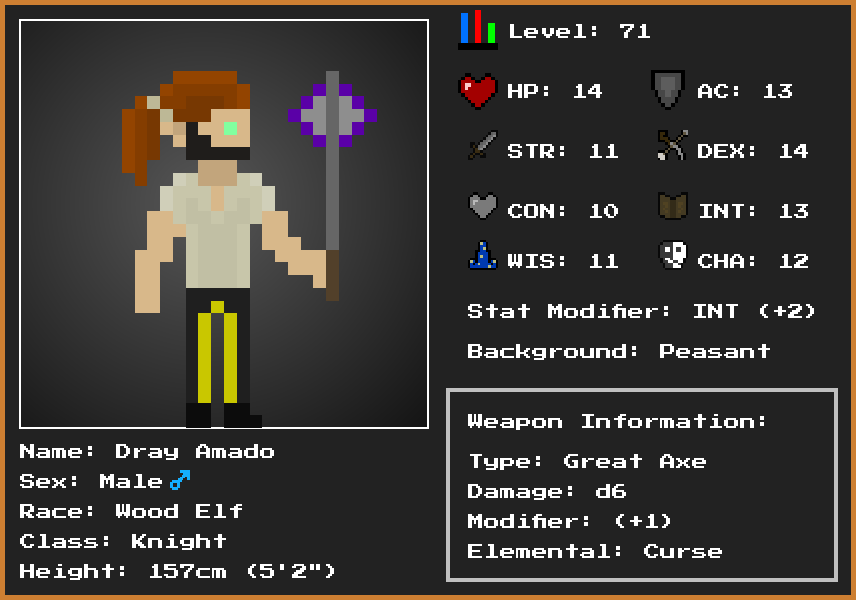 Level: 71
HP: 14
AC: 13
STR: 11
DEX: 14
CON: 10
INT: 13
WIS: 11
CHA: 12
Stat Modifier: INT (+2)
Background: Peasant
Weapon Information:
Type: Great Axe
Damage: d6
Modifier: (+1)
Elemental: Curse
Name: Dray Amado
Sex: Male♂
Race: Wood Elf
Class: Knight
Height: 157cm (5'2")